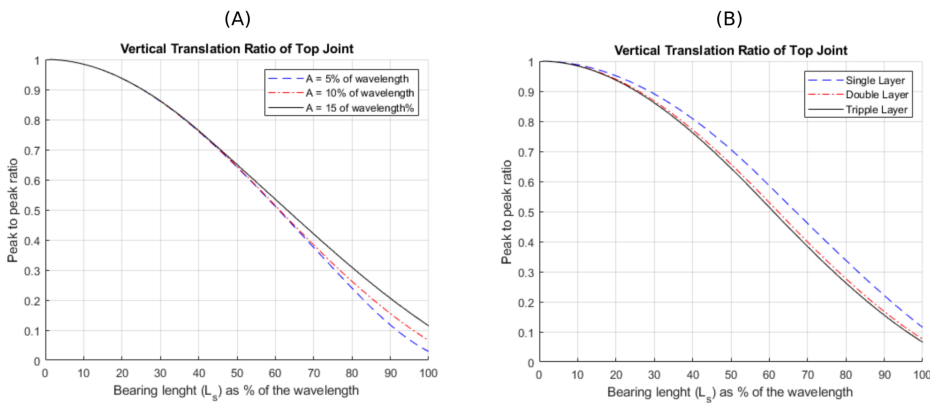 (A)
Vertical Translation Ratio of Top Joint
Peak to peak ratio
1
0.9
0.8
0.7
0.6
0.5
0.4
0.3
0.2
0.1
0
A = 5% of wavelength
A = 10% of wavelength
A = 15 of wavelength%
0 10 20 30 40 50 60 70 80 90 100
Bearing lenght (Ls) as % of the wavelength
(B)
Vertical Translation Ratio of Top Joint
Peak to peak ratio
1
0.9
0.8
0.7
0.6
0.5
0.4
0.3
0.2
0.1
0
Single Layer
Double Layer
Tripple Layer
0 10 20 30 40 50 60 70 80 90 100
Bearing lenght (Ls) as % of the wavelength